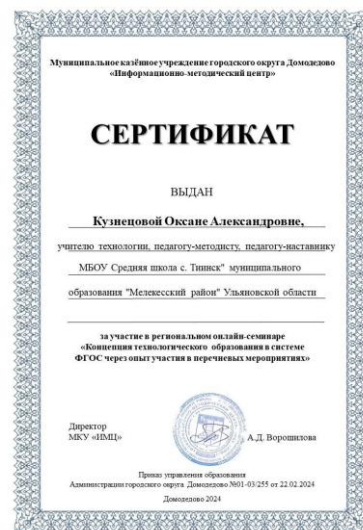 Муниципальное казённое учреждение городского округа Домодедово
«Информационно-методический центр»
СЕРТИФИКАТ
ВЫДАН
Кузнецовой Оксане Александровне,
учителю технологии, педагогу-методисту, педагогу-наставнику
МБОУ Средняя школа с. Тиинск" муниципального
образования "Мелекесский район" Ульяновской области
за участие в региональном онлайн-семинаре
«Концепция технологического образования в системе
ФГОС через опыт участия в перечневых мероприятиях»
Директор
МКУ «ИМЦ»
А.Д. Ворошилова
Приказ управления образования
Администрации городского округа Домодедово №01-03/255 от 22.02 2024
Домодедово 2024